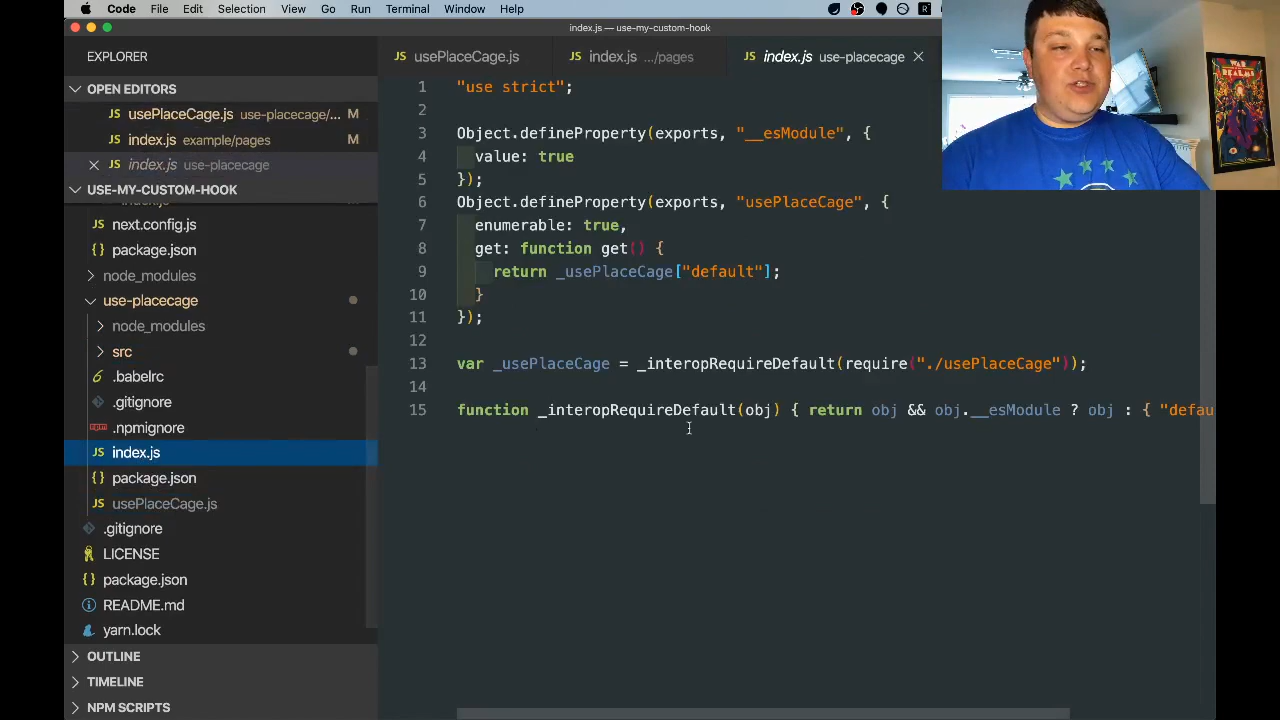 Code File Edit Selection View Go Run Terminal Window Help
index.js — use-my-custom-hook
EXPLORER
usePlaceCage.js
index.js .../pages
index.js use-placecage
OPEN EDITORS
usePlaceCage.js use-placecage/... M
index.js example/pages M
index.js use-placecage
USE-MY-CUSTOM-HOOK
next.config.js
package.json
node_modules
use-placecage
node_modules
src
.babelrc
.gitignore
.npmignore
index.js
package.json
usePlaceCage.js
.gitignore
LICENSE
package.json
README.md
yarn.lock
OUTLINE
TIMELINE
NPM SCRIPTS
1 "use strict";
2
3 Object.defineProperty(exports, "__esModule", {
4 value: true
5 });
6 Object.defineProperty(exports, "usePlaceCage", {
7 enumerable: true,
8 get: function get() {
9 return _usePlaceCage["default"];
10 }
11 });
12
13 var _usePlaceCage = _interopRequireDefault(require("./usePlaceCage"));
14
15 function _interopRequireDefault(obj) { return obj && obj.__esModule ? obj : { "defau
WAR
REALMS